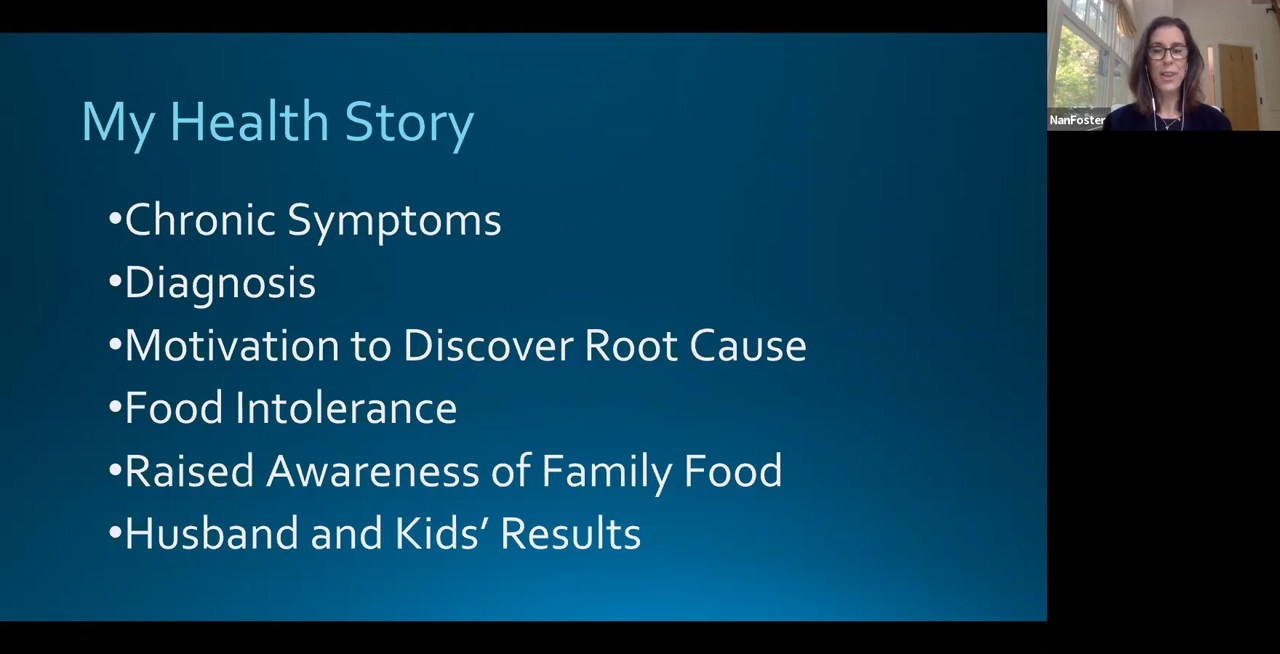 My Health Story
•Chronic Symptoms
•Diagnosis
•Motivation to Discover Root Cause
•Food Intolerance
•Raised Awareness of Family Food
•Husband and Kids’ Results
NanFoster